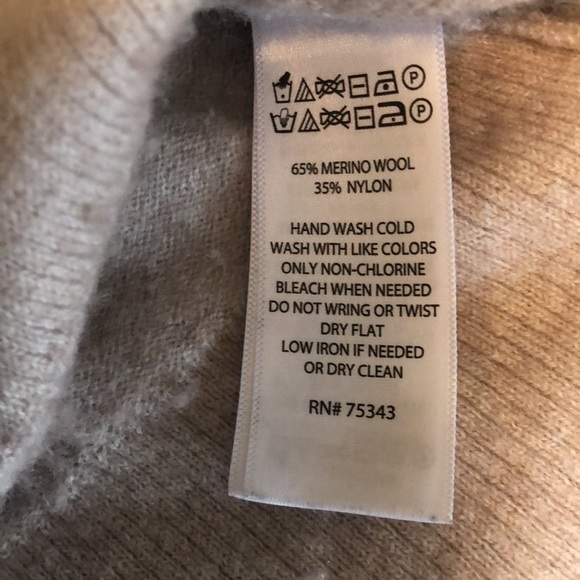 P
P
65% MERINO WOOL
35% NYLON
HAND WASH COLD
WASH WITH LIKE COLORS
ONLY NON-CHLORINE
BLEACH WHEN NEEDED
DO NOT WRING OR TWIST
DRY FLAT
LOW IRON IF NEEDED
OR DRY CLEAN
RN# 75343